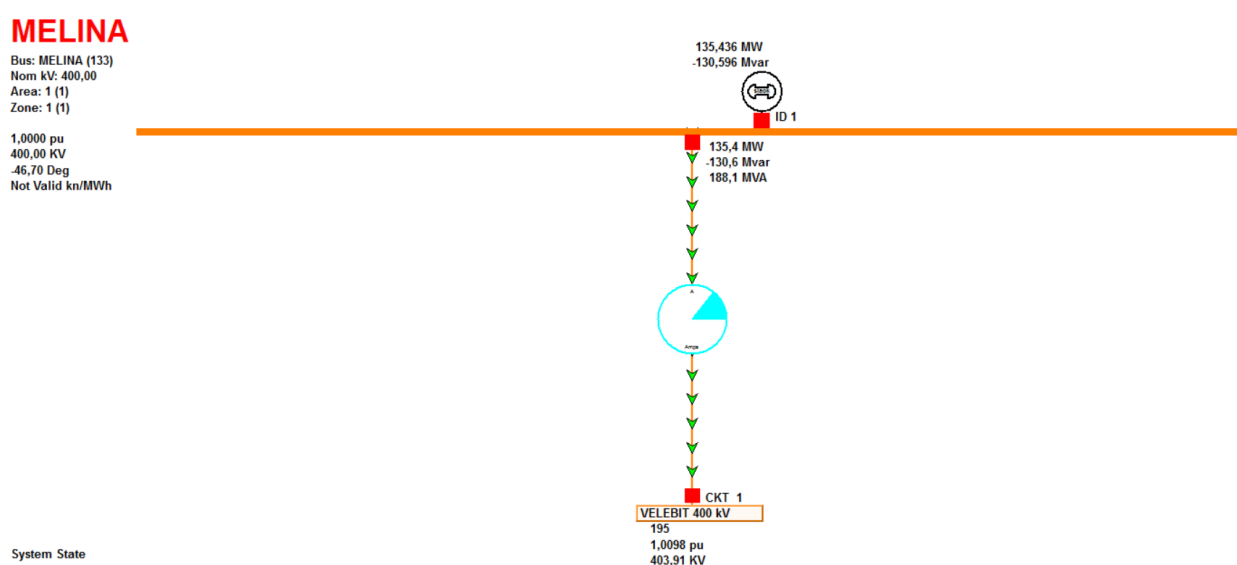 MELINA
Bus: MELINA (133)
Nom kV: 400,00
Area: 1 (1)
Zone: 1 (1)
1,0000 pu
400,00 KV
-46,70 Deg
Not Valid kn/MWh
135,436 MW
-130,596 Mvar
ID 1
135,4 MW
-130,6 Mvar
188,1 MVA
A
Amps
CKT 1
VELEBIT 400 kV
195
1,0098 pu
403,91 KV
System State